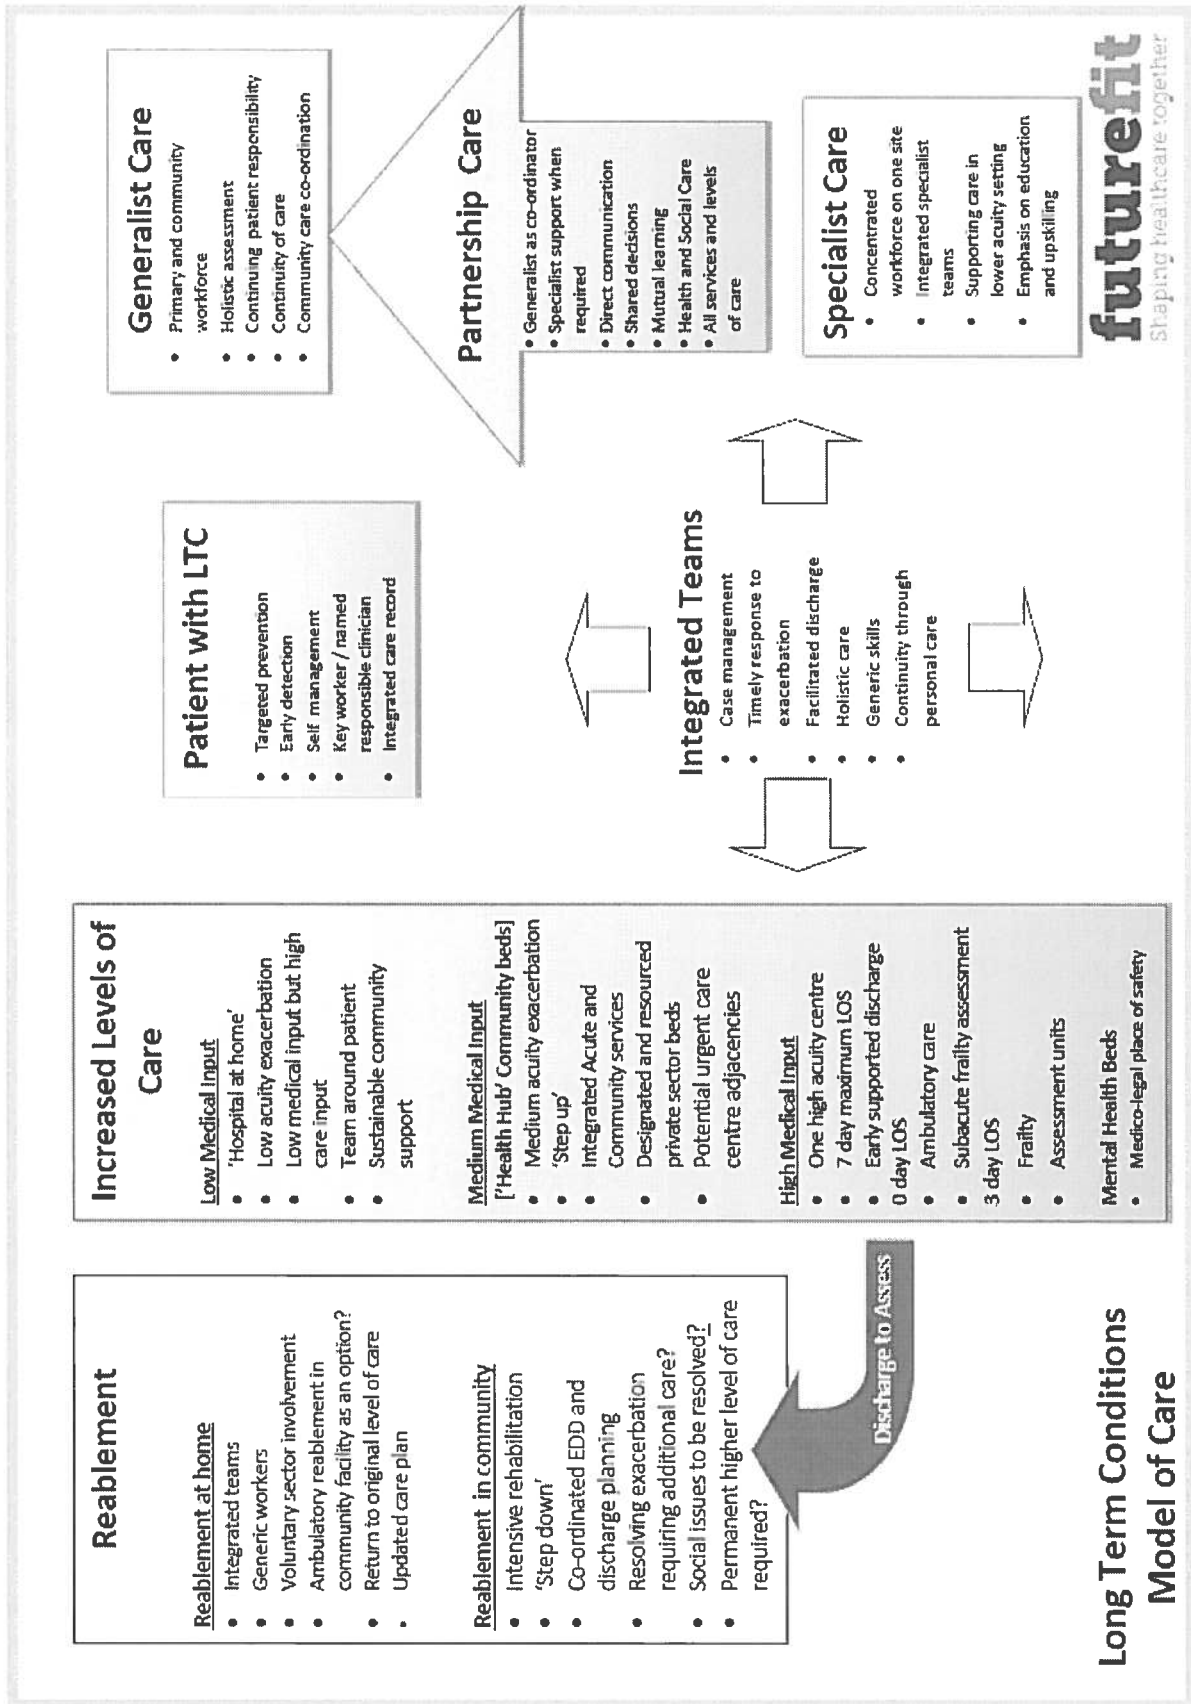 Reablement
Reablement at home
• Integrated teams
• Generic workers
• Voluntary sector involvement
• Ambulatory reablement in
community facility as an option?
• Return to original level of care
• Updated care plan
Reablement in community
• Intensive rehabilitation
• 'Step down'
• Co-ordinated EDD and
discharge planning
• Resolving exacerbation
requiring additional care?
• Social issues to be resolved?
• Permanent higher level of care
required?
Discharge to Assess
Long Term Conditions
Model of Care
Increased Levels of
Care
Low Medical Input
• 'Hospital at home'
• Low acuity exacerbation
• Low medical input but high
care input
• Team around patient
• Sustainable community
support
Medium Medical Input
['Health Hub' Community beds]
• Medium acuity exacerbation
• 'Step up'
• Integrated Acute and
Community services
• Designated and resourced
private sector beds
• Potential urgent care
centre adjacencies
High Medical Input
• One high acuity centre
• 7 day maximum LOS
• Early supported discharge
0 day LOS
• Ambulatory care
• Subacute frailty assessment
3 day LOS
• Frailty
• Assessment units
Mental Health Beds
• Medico-legal place of safety
Patient with LTC
• Targeted prevention
• Early detection
• Self management
• Key worker / named
responsible clinician
• Integrated care record
Integrated Teams
• Case management
• Timely response to
exacerbation
• Facilitated discharge
• Holistic care
• Generic skills
• Continuity through
personal care
Generalist Care
• Primary and community
workforce
• Holistic assessment
• Continuing patient responsibility
• Continuity of care
• Community care co-ordination
Partnership Care
• Generalist as co-ordinator
• Specialist support when
required
• Direct communication
• Shared decisions
• Mutual learning
• Health and Social Care
• All services and levels
of care
Specialist Care
• Concentrated
workforce on one site
• Integrated specialist
teams
• Supporting care in
lower acuity setting
• Emphasis on education
and upskilling
futurefit
Shaping healthcare together